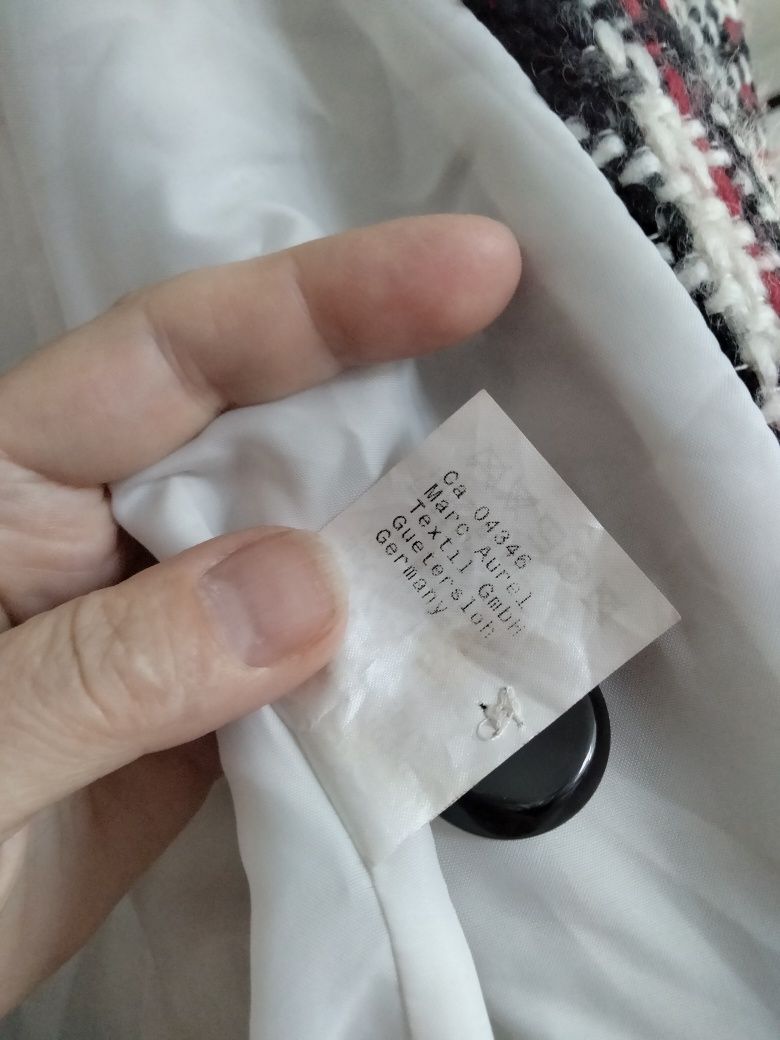 Ca 04346
Marc Aurel
Textil GmbH
Guetersloh
Germany